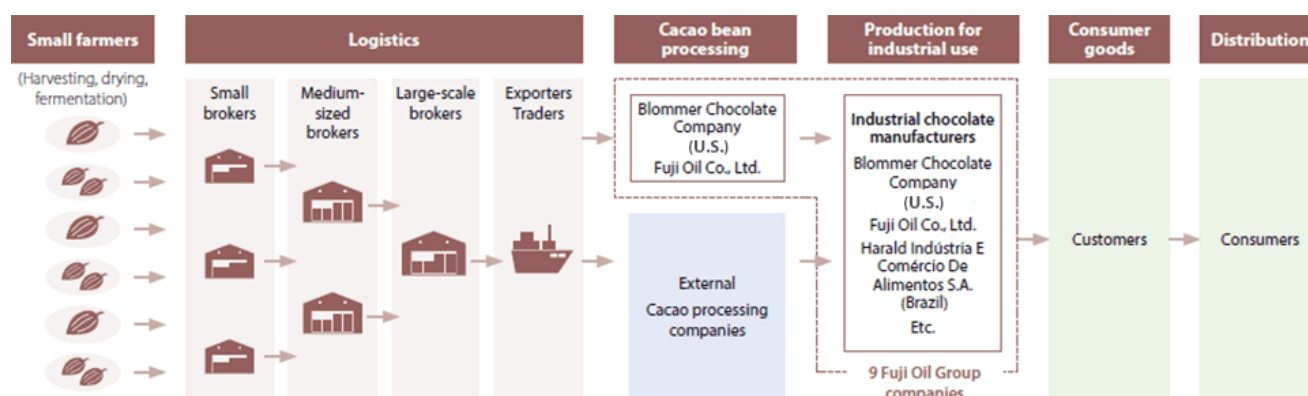 Small farmers
(Harvesting, drying,
fermentation)
Logistics
Small
brokers
Medium-
sized
brokers
Large-scale
brokers
Exporters
Traders
Cacao bean
processing
Blommer Chocolate
Company
(U.S.)
Fuji Oil Co., Ltd.
External
Cacao processing
companies
Production for
industrial use
Industrial chocolate
manufacturers
Blommer Chocolate
Company
(U.S.)
Fuji Oil Co., Ltd.
Harald Indústria E
Comércio De
Alimentos S.A.
(Brazil)
Etc.
9 Fuji Oil Group
companies
Consumer
goods
Customers
Distribution
Consumers